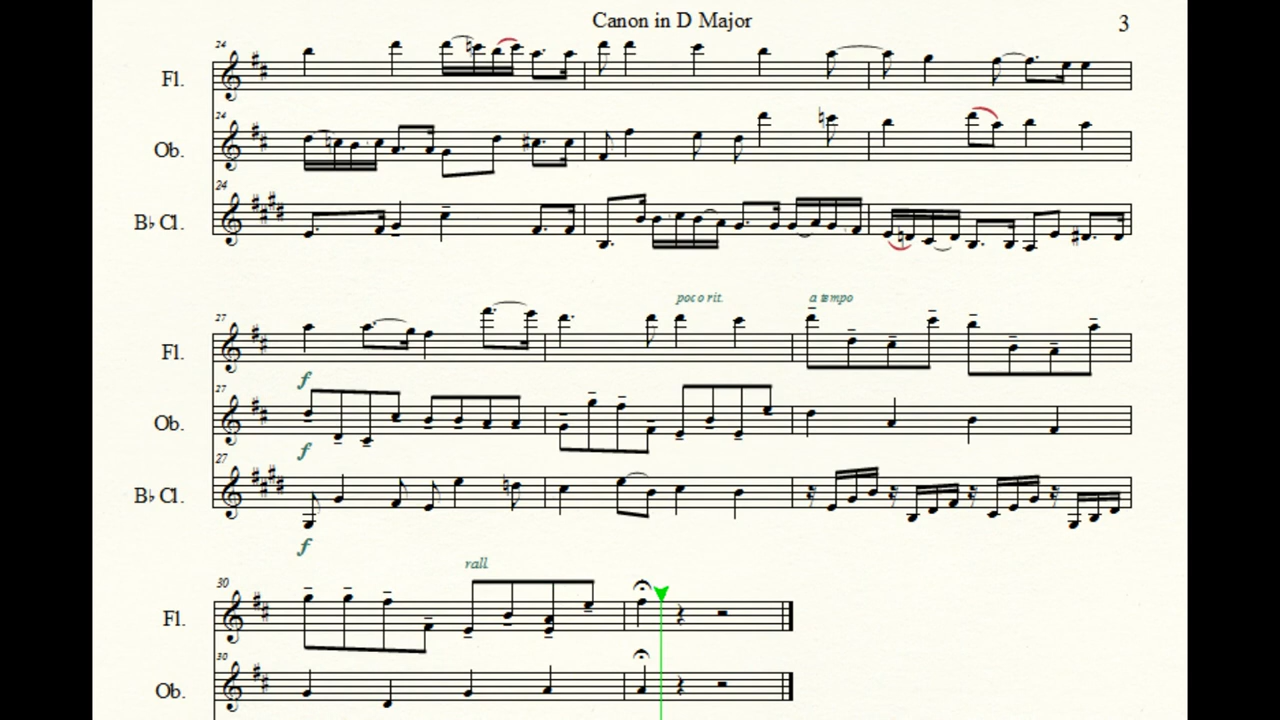 Canon in D Major
3
24
Fl.
24
Ob.
24
B♭ Cl.
poco rit.
a tempo
27
Fl.
f
27
Ob.
f
27
B♭ Cl.
f
rall
30
Fl.
30
Ob.